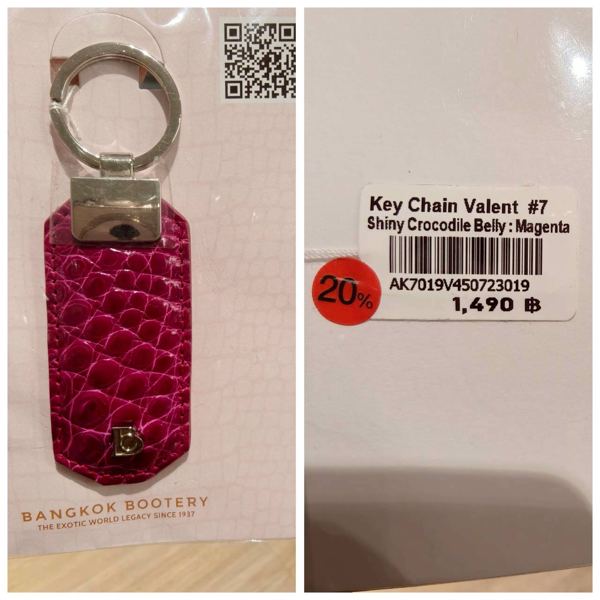 b
BANGKOK BOOTERY
THE EXOTIC WORLD LEGACY SINCE 1937
Key Chain Valent #7
Shiny Crocodile Belly : Magenta
AK7019V450723019
1,490 ฿
20%